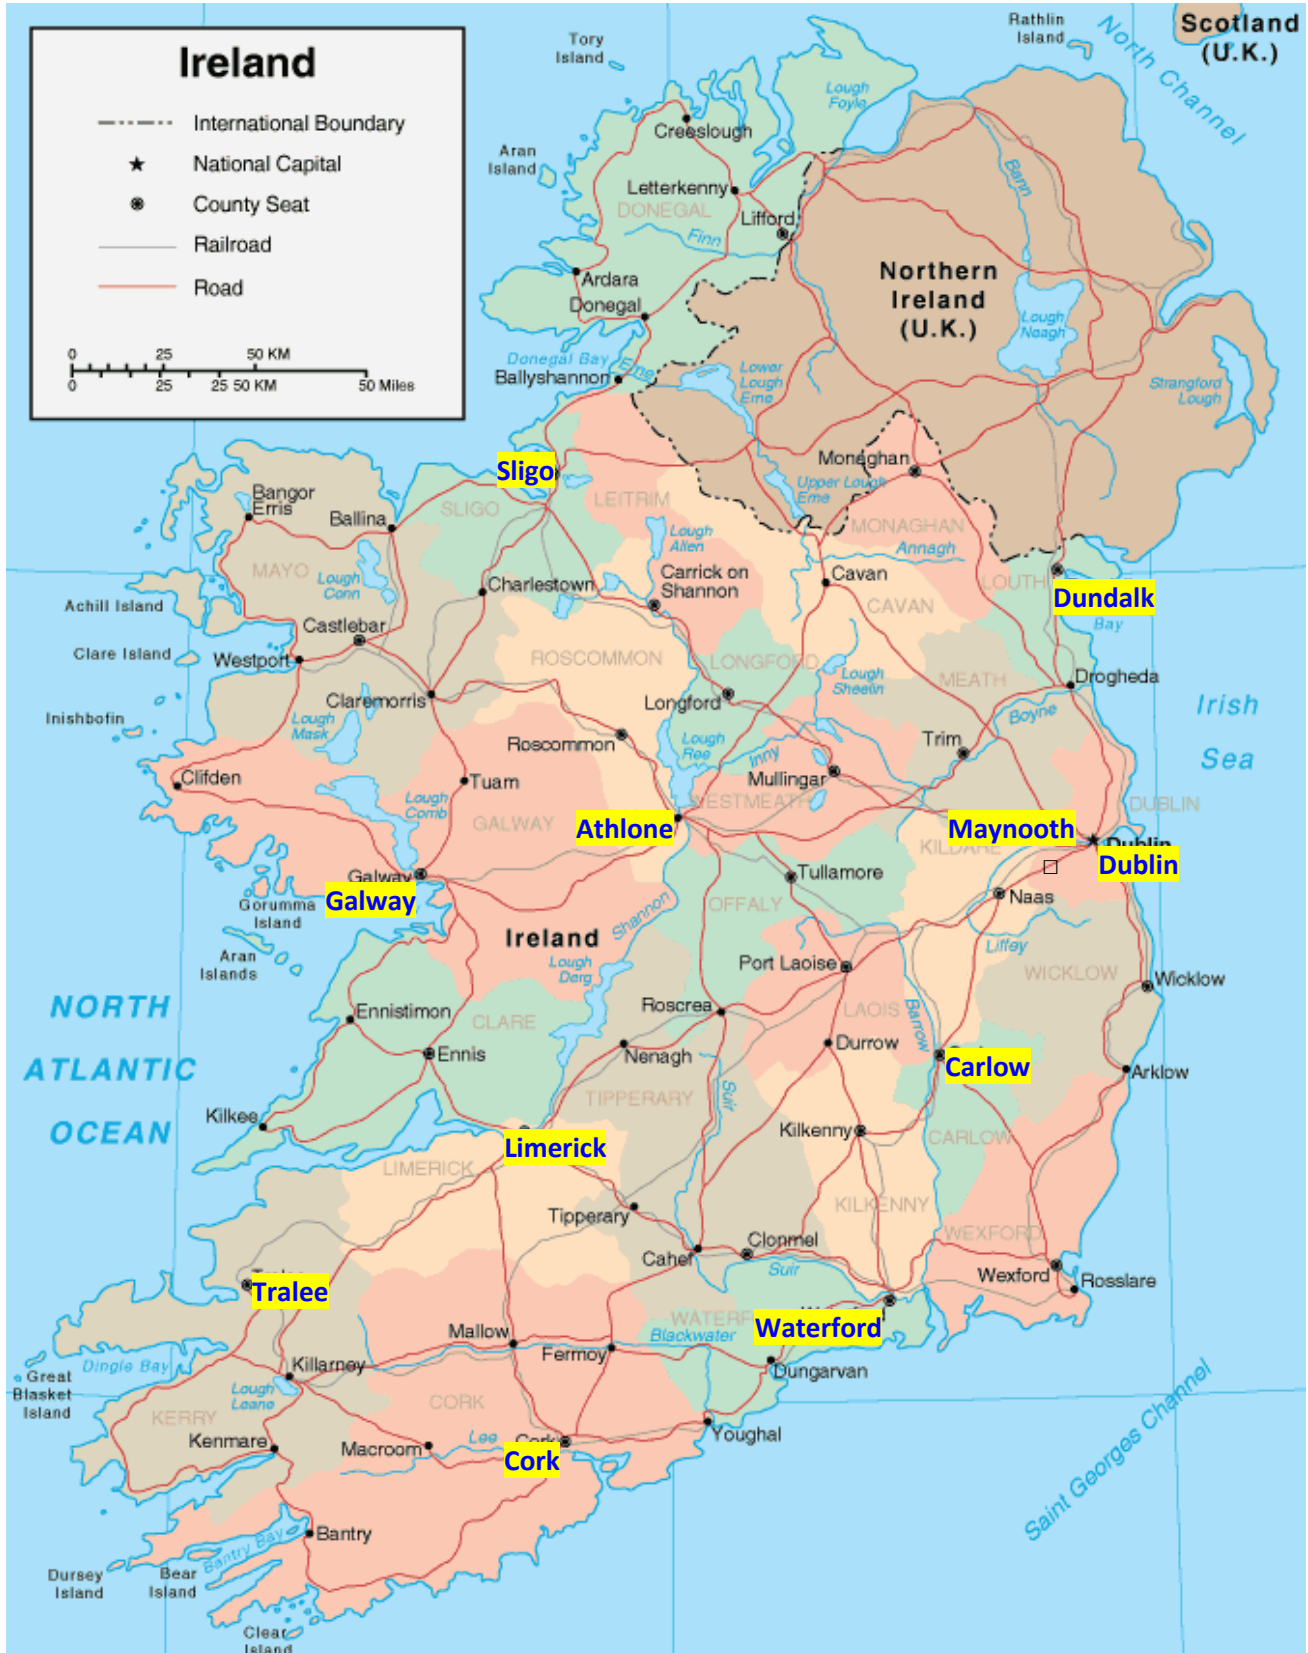 Ireland
International Boundary
National Capital
County Seat
Railroad
Road
0 25 50 KM
0 25 25 50 KM 50 Miles
Tory
Island
Rathlin
Island
Scotland
(U.K.)
North Channel
Lough
Foyle
Creeslough
Aran
Island
Bann
Letterkenny
DONEGAL
Lifford
Finn
Ardara
Donegal
Northern
Ireland
(U.K.)
Lough
Neagh
Donegal Bay
Erne
Ballyshannon
Lower
Lough
Erne
Strangford
Lough
Sligo
Monaghan
Upper Lough
Erne
Bangor
Erris
Ballina
SLIGO
LEITRIM
MONAGHAN
Lough
Allen
Annagh
MAYO
Lough
Conn
Charlestown
Carrick on
Shannon
Cavan
CAVAN
LOUTH
Dundalk
Bay
Achill Island
Castlebar
Clare Island
Westport
ROSCOMMON
LONGFORD
Lough
Sheelin
MEATH
Drogheda
Claremorris
Longford
Inishbofin
Lough
Mask
Boyne
Irish
Sea
Roscommon
Lough
Ree
Inny
Trim
Clifden
Tuam
Mullingar
Lough
Comb
WESTMEATH
DUBLIN
GALWAY
Athlone
Maynooth
KILDARE
Dublin
Dublin
Galway
Galway
Tullamore
Naas
Gorumma
Island
OFFALY
Shannon
Ireland
Liffey
Aran
Islands
Lough
Derg
Port Laoise
WICKLOW
Wicklow
NORTH
ATLANTIC
OCEAN
Ennistimon
CLARE
Roscrea
LAOIS
Barrow
Ennis
Nenagh
Durrow
Carlow
Arklow
TIPPERARY
Suir
Kilkee
Limerick
Kilkenny
CARLOW
LIMERICK
Tipperary
KILKENNY
WEXFORD
Cahef
Clonmel
Suir
Wexford
Rosslare
Tralee
WATERF
Waterford
Mallow
Blackwater
Fermoy
Dungarvan
Dingle Bay
Killarney
Great
Blasket
Island
Lough
Leane
CORK
KERRY
Kenmare
Macroom
Lee
Cork
Cork
Youghal
Saint Georges Channel
Bantry
Bantry Bay
Dursey
Island
Bear
Island
Clear
Island